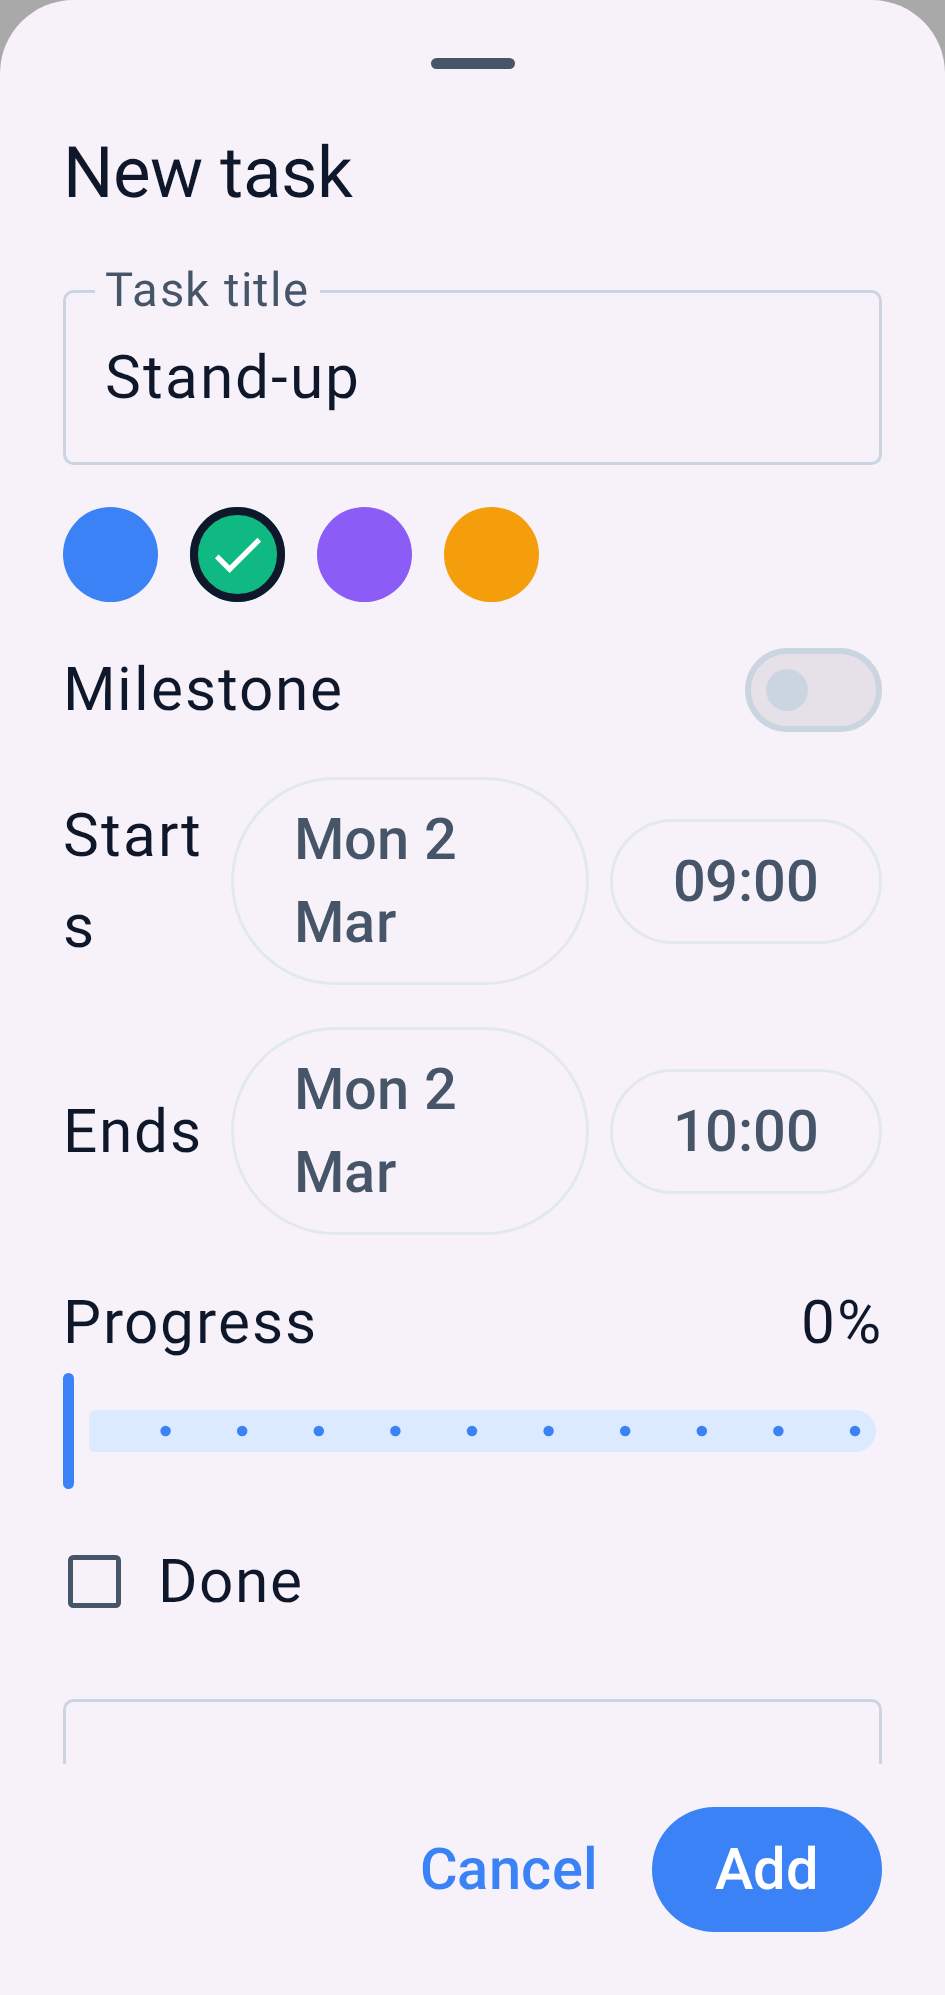 New task
Task title
Stand-up
Milestone
Start
s
Mon 2
Mar
09:00
Ends
Mon 2
Mar
10:00
Progress
0%
Done
Cancel
Add